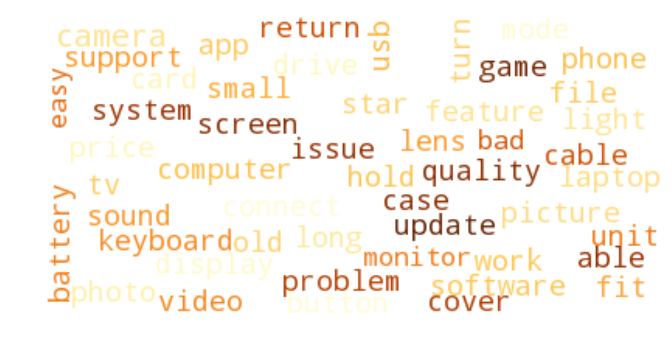 camera
support
app
return
usb
turn
mode
phone
easy
card
drive
game
small
file
system
screen
star
feature
light
price
issue
lens
bad
cable
tv
computer
hold
quality
laptop
battery
sound
connect
case
update
picture
keyboard
old
long
unit
display
monitor
work
able
photo
video
problem
button
software
cover
fit